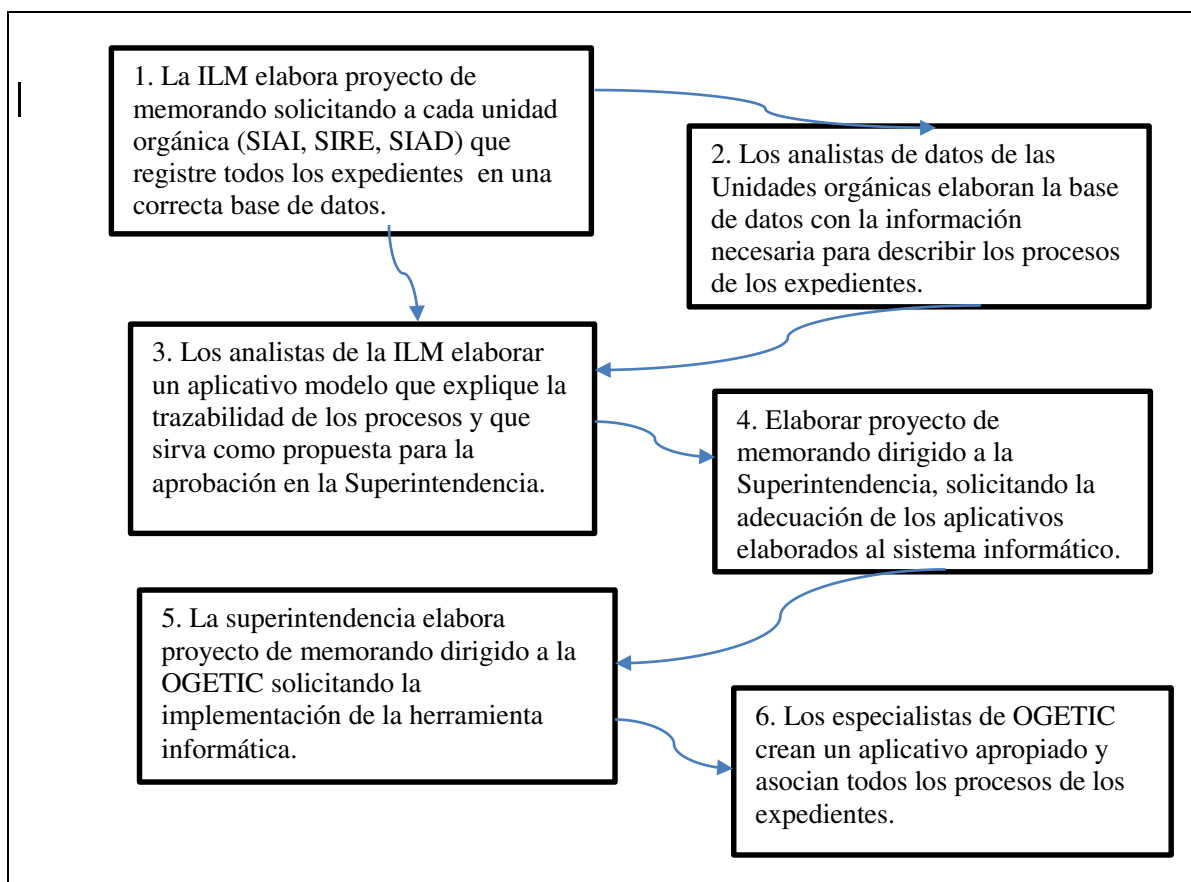 1. La ILM elabora proyecto de
memorando solicitando a cada unidad
orgánica (SIAI, SIRE, SIAD) que
registre todos los expedientes en una
correcta base de datos.
2. Los analistas de datos de las
Unidades orgánicas elaboran la base
de datos con la información
necesaria para describir los procesos
de los expedientes.
3. Los analistas de la ILM elaborar
un aplicativo modelo que explique la
trazabilidad de los procesos y que
sirva como propuesta para la
aprobación en la Superintendencia.
4. Elaborar proyecto de
memorando dirigido a la
Superintendencia, solicitando la
adecuación de los aplicativos
elaborados al sistema informático.
5. La superintendencia elabora
proyecto de memorando dirigido a la
OGETIC solicitando la
implementación de la herramienta
informática.
6. Los especialistas de OGETIC
crean un aplicativo apropiado y
asocian todos los procesos de los
expedientes.